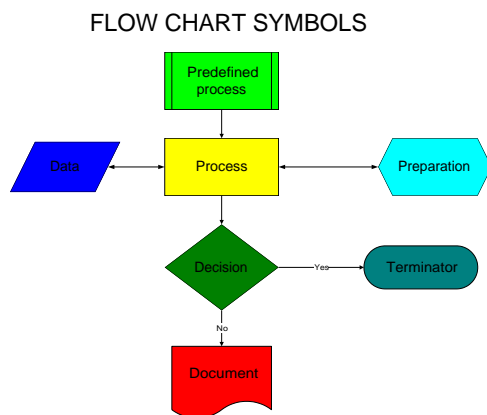 FLOW CHART SYMBOLS
Predefined
process
Data
Process
Preparation
Decision
Yes
Terminator
No
Document